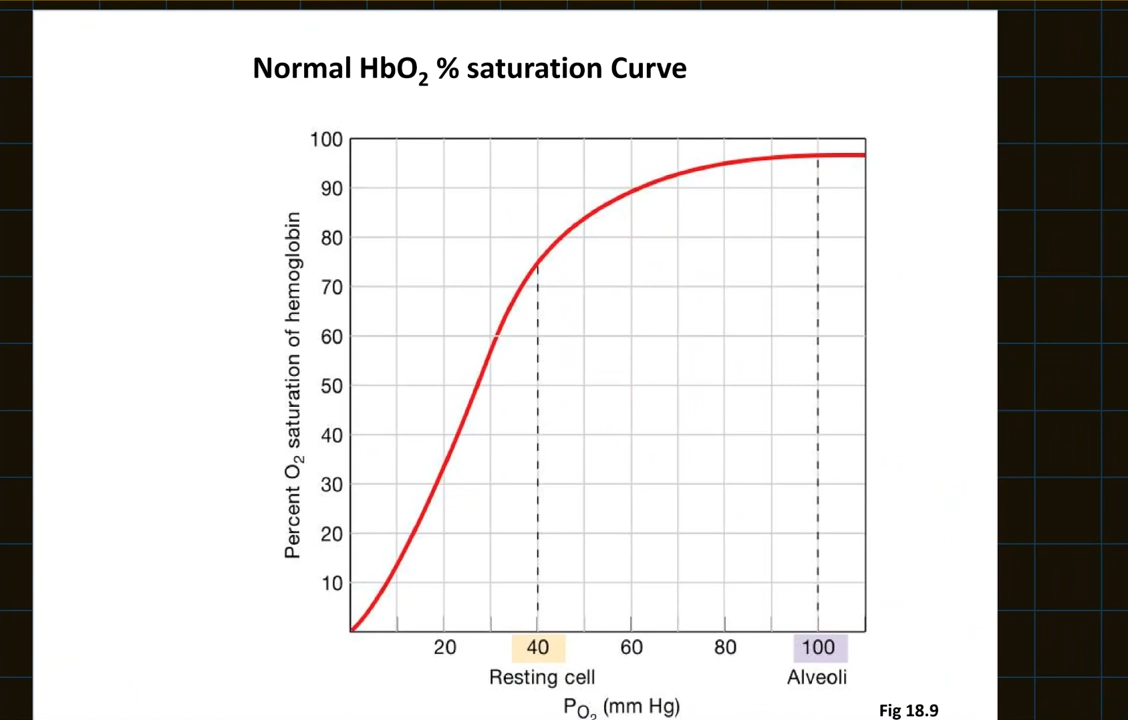 Normal HbO₂ % saturation Curve
Percent O₂ saturation of hemoglobin
100
90
80
70
60
50
40
30
20
10
20 40 60 80 100
Resting cell Alveoli
P_O₂ (mm Hg)
Fig 18.9